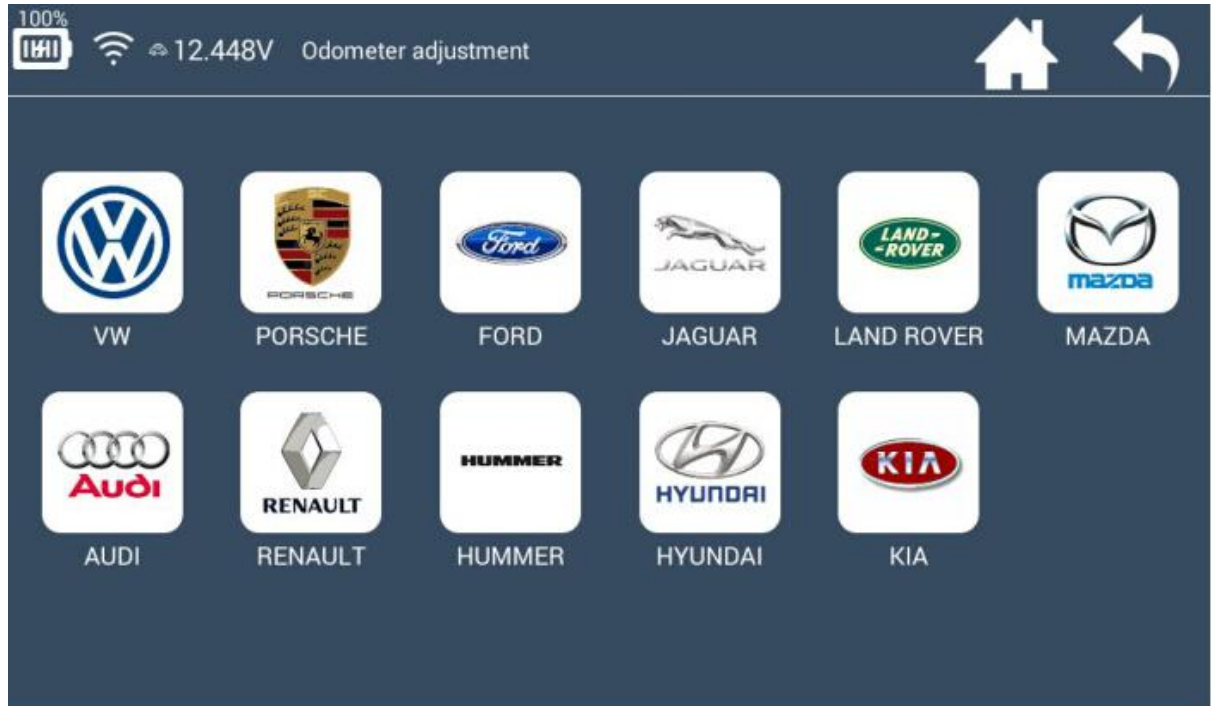 100%
12.448V Odometer adjustment
PORSCHE
Ford
JAGUAR
LAND-
-ROVER
mazda
VW PORSCHE FORD JAGUAR LAND ROVER MAZDA
Audi
RENAULT
HUMMER
HYUNDAI
KIA
AUDI RENAULT HUMMER HYUNDAI KIA